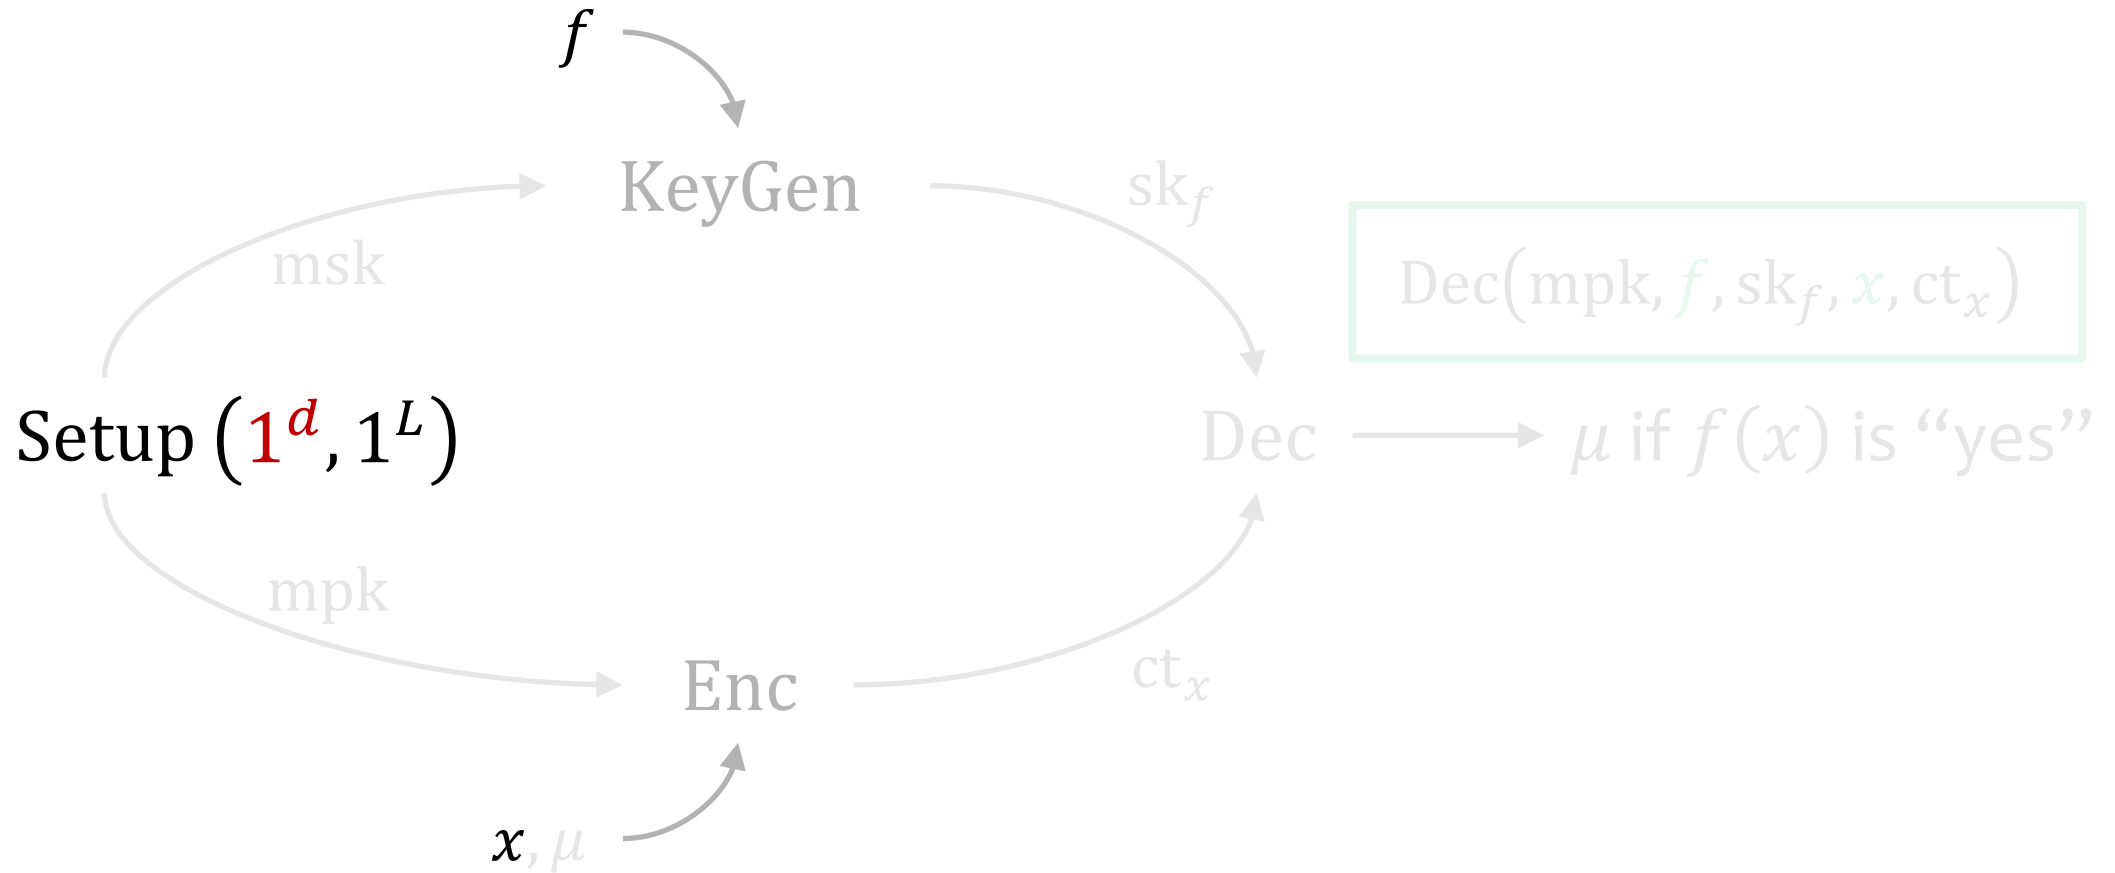 f
KeyGen
sk_f
msk
Dec(mpk, f, sk_f, x, ct_x)
Setup (1^d, 1^L)
Dec
μ if f(x) is “yes”
mpk
Enc
ct_x
x, μ